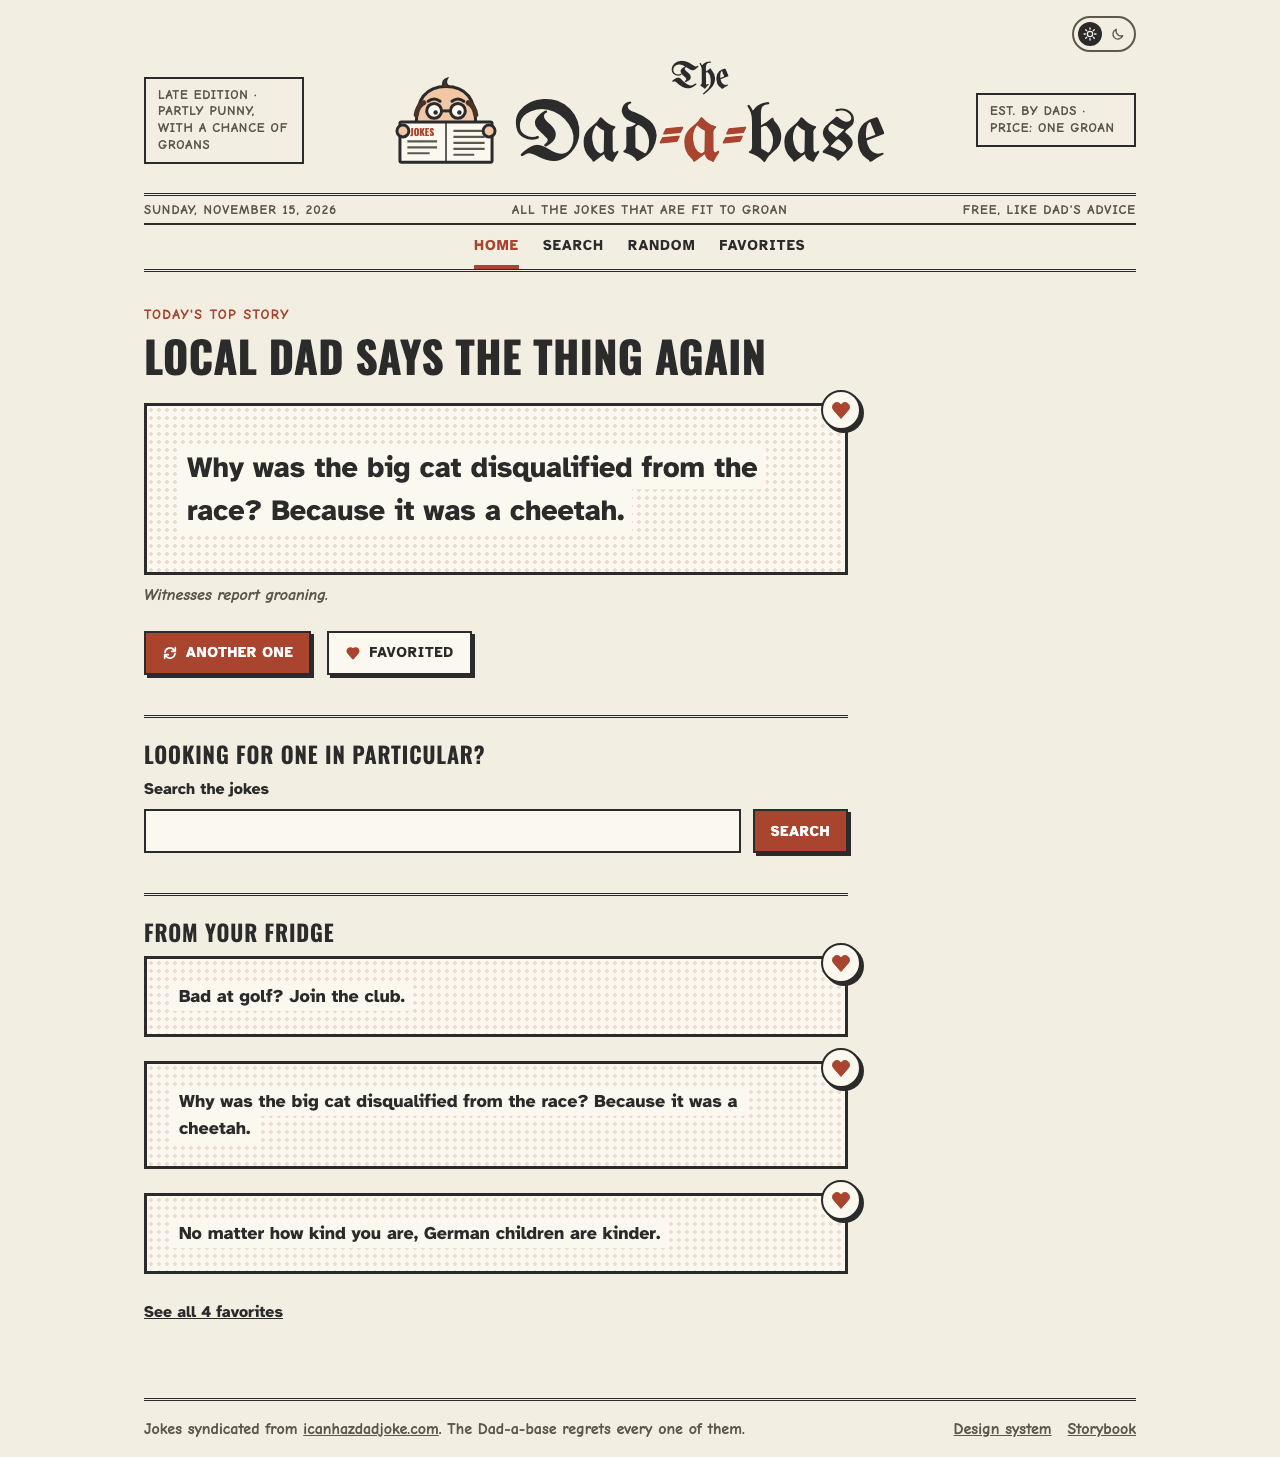 LATE EDITION ·
PARTLY PUNNY,
WITH A CHANCE OF
GROANS
JOKES
The
Dad-a-base
EST. BY DADS ·
PRICE: ONE GROAN
SUNDAY, NOVEMBER 15, 2026
ALL THE JOKES THAT ARE FIT TO GROAN
FREE, LIKE DAD'S ADVICE
HOME SEARCH RANDOM FAVORITES
TODAY'S TOP STORY
LOCAL DAD SAYS THE THING AGAIN
Why was the big cat disqualified from the
race? Because it was a cheetah.
Witnesses report groaning.
ANOTHER ONE
FAVORITED
LOOKING FOR ONE IN PARTICULAR?
Search the jokes
SEARCH
FROM YOUR FRIDGE
Bad at golf? Join the club.
Why was the big cat disqualified from the race? Because it was a
cheetah.
No matter how kind you are, German children are kinder.
See all 4 favorites
Jokes syndicated from icanhazdadjoke.com. The Dad-a-base regrets every one of them.
Design system Storybook